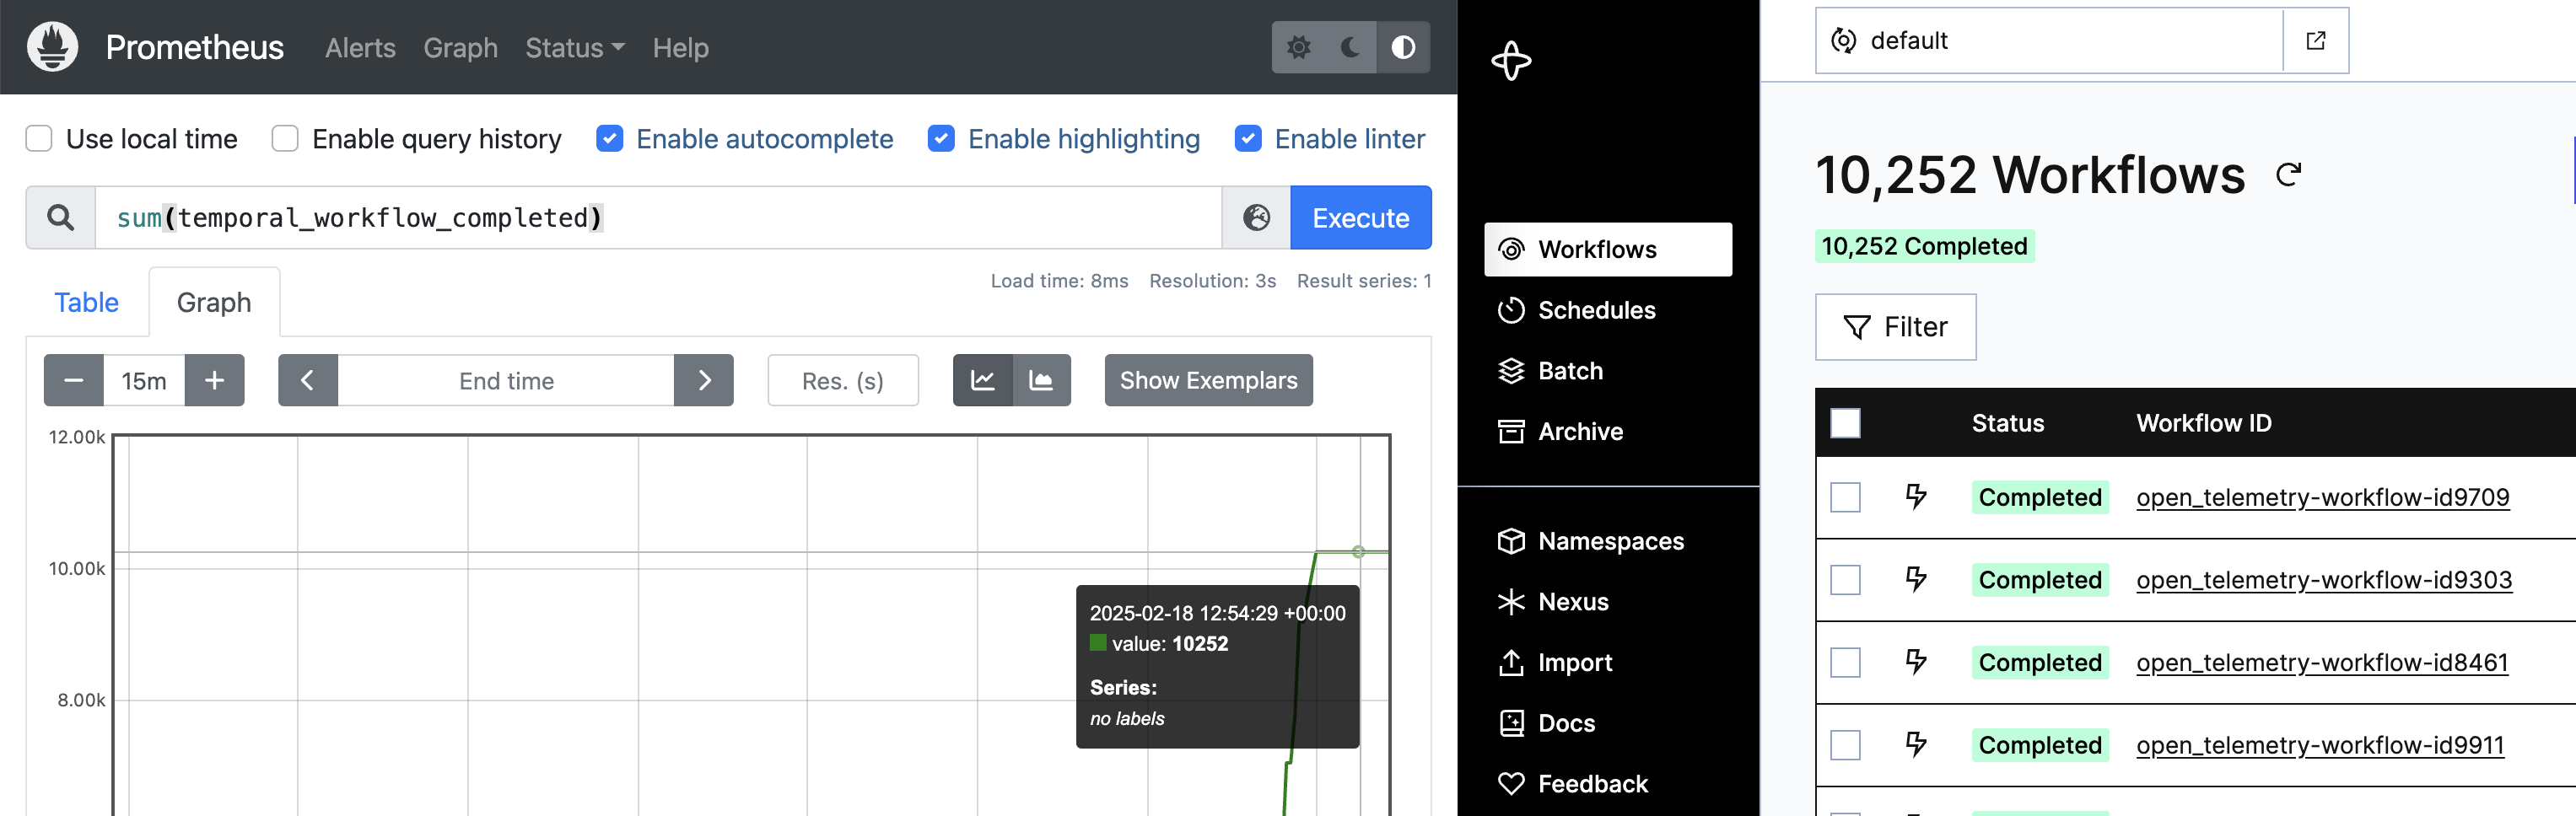 Prometheus Alerts Graph Status Help
Use local time Enable query history Enable autocomplete Enable highlighting Enable linter
sum(temporal_workflow_completed) Execute
Load time: 8ms Resolution: 3s Result series: 1
Table Graph
15m End time Res. (s) Show Exemplars
12.00k
10.00k
8.00k
2025-02-18 12:54:29 +00:00
value: 10252
Series:
no labels
Workflows
Schedules
Batch
Archive
Namespaces
Nexus
Import
Docs
Feedback
default
10,252 Workflows
10,252 Completed
Filter
Status Workflow ID
Completed open_telemetry-workflow-id9709
Completed open_telemetry-workflow-id9303
Completed open_telemetry-workflow-id8461
Completed open_telemetry-workflow-id9911